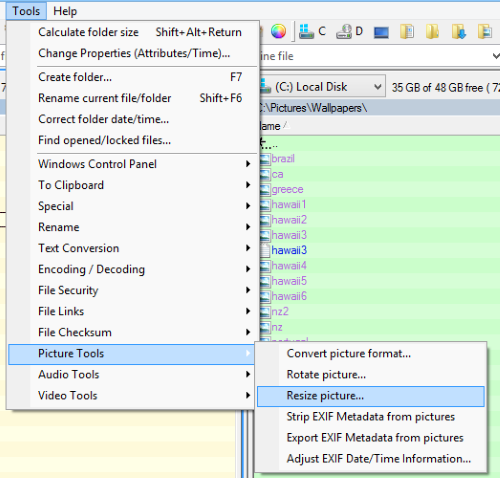 Tools Help
Calculate folder size Shift+Alt+Return
Change Properties (Attributes/Time)...
Create folder... F7
Rename current file/folder Shift+F6
Correct folder date/time...
Find opened/locked files...
Windows Control Panel
To Clipboard
Special
Rename
Text Conversion
Encoding / Decoding
File Security
File Links
File Checksum
Picture Tools
Audio Tools
Video Tools
C D
ine file
(C:) Local Disk 35 GB of 48 GB free ( 72
C:\Pictures\Wallpapers\
Name
..
brazil
ca
greece
hawaii1
hawaii2
hawaii3
hawaii3
hawaii4
hawaii5
hawaii6
nz2
nz
Convert picture format...
Rotate picture...
Resize picture...
Strip EXIF Metadata from pictures
Export EXIF Metadata from pictures
Adjust EXIF Date/Time Information...